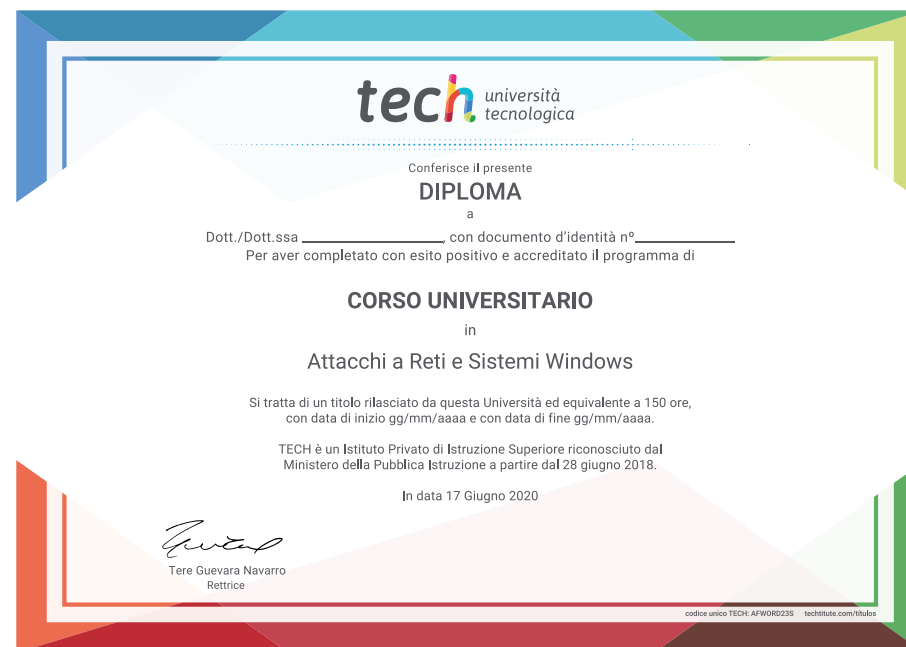 tech università
tecnologica
Conferisce il presente
DIPLOMA
a
Dott./Dott.ssa ____________________, con documento d'identità nº______________
Per aver completato con esito positivo e accreditato il programma di
CORSO UNIVERSITARIO
in
Attacchi a Reti e Sistemi Windows
Si tratta di un titolo rilasciato da questa Università ed equivalente a 150 ore,
con data di inizio gg/mm/aaaa e con data di fine gg/mm/aaaa.
TECH è un Istituto Privato di Istruzione Superiore riconosciuto dal
Ministero della Pubblica Istruzione a partire dal 28 giugno 2018.
In data 17 Giugno 2020
Tere Guevara Navarro
Rettrice
codice unico TECH: AFWORD23S techtitute.com/títulos